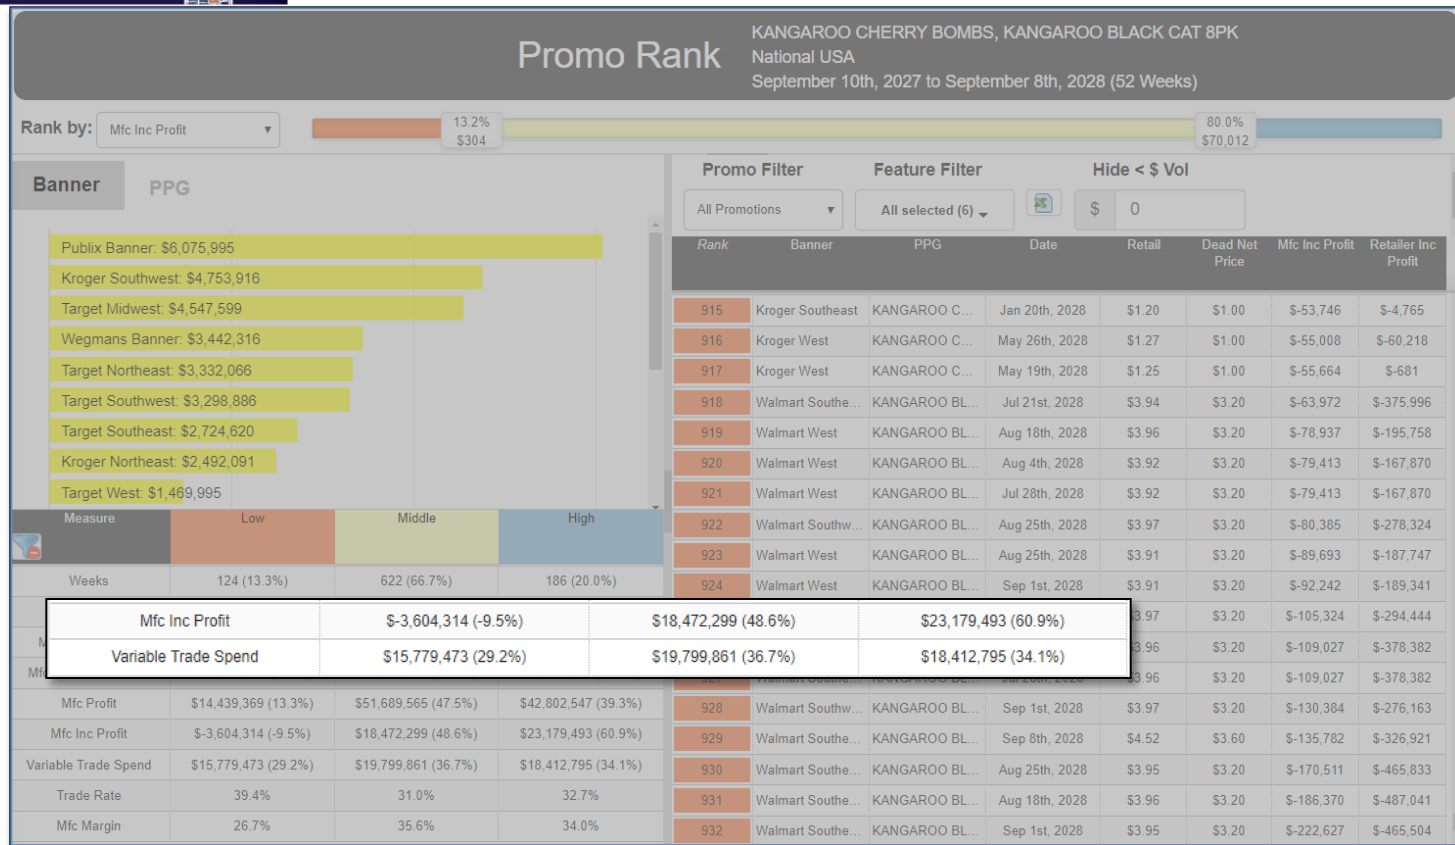 Promo Rank
KANGAROO CHERRY BOMBS, KANGAROO BLACK CAT 8PK
National USA
September 10th, 2027 to September 8th, 2028 (52 Weeks)
Rank by: Mfc Inc Profit
13.2%
$304
80.0%
$70,012
Banner PPG
Publix Banner: $6,075,995
Kroger Southwest: $4,753,916
Target Midwest: $4,547,599
Wegmans Banner: $3,442,316
Target Northeast: $3,332,066
Target Southwest: $3,298,886
Target Southeast: $2,724,620
Kroger Northeast: $2,492,091
Target West: $1,469,995
Measure Low Middle High
Weeks 124 (13.3%) 622 (66.7%) 186 (20.0%)
Mfc Inc Profit $-3,604,314 (-9.5%) $18,472,299 (48.6%) $23,179,493 (60.9%)
Variable Trade Spend $15,779,473 (29.2%) $19,799,861 (36.7%) $18,412,795 (34.1%)
Mfc Profit $14,439,369 (13.3%) $51,689,565 (47.5%) $42,802,547 (39.3%)
Mfc Inc Profit $-3,604,314 (-9.5%) $18,472,299 (48.6%) $23,179,493 (60.9%)
Variable Trade Spend $15,779,473 (29.2%) $19,799,861 (36.7%) $18,412,795 (34.1%)
Trade Rate 39.4% 31.0% 32.7%
Mfc Margin 26.7% 35.6% 34.0%
Promo Filter Feature Filter Hide < $ Vol
All Promotions All selected (6) $ 0
Rank Banner PPG Date Retail Dead Net Price Mfc Inc Profit Retailer Inc Profit
915 Kroger Southeast KANGAROO C... Jan 20th, 2028 $1.20 $1.00 $-53,746 $-4,765
916 Kroger West KANGAROO C... May 26th, 2028 $1.27 $1.00 $-55,008 $-60,218
917 Kroger West KANGAROO C... May 19th, 2028 $1.25 $1.00 $-55,664 $-681
918 Walmart Southe... KANGAROO BL... Jul 21st, 2028 $3.94 $3.20 $-63,972 $-375,996
919 Walmart West KANGAROO BL... Aug 18th, 2028 $3.96 $3.20 $-78,937 $-195,758
920 Walmart West KANGAROO BL... Aug 4th, 2028 $3.92 $3.20 $-79,413 $-167,870
921 Walmart West KANGAROO BL... Jul 28th, 2028 $3.92 $3.20 $-79,413 $-167,870
922 Walmart Southw... KANGAROO BL... Aug 25th, 2028 $3.97 $3.20 $-80,385 $-278,324
923 Walmart West KANGAROO BL... Aug 25th, 2028 $3.91 $3.20 $-89,693 $-187,747
924 Walmart West KANGAROO BL... Sep 1st, 2028 $3.91 $3.20 $-92,242 $-189,341
3.97 $3.20 $-105,324 $-294,444
3.96 $3.20 $-109,027 $-378,382
3.96 $3.20 $-109,027 $-378,382
928 Walmart Southw... KANGAROO BL... Sep 1st, 2028 $3.97 $3.20 $-130,384 $-276,163
929 Walmart Southe... KANGAROO BL... Sep 8th, 2028 $4.52 $3.60 $-135,782 $-326,921
930 Walmart Southe... KANGAROO BL... Aug 25th, 2028 $3.95 $3.20 $-170,511 $-465,833
931 Walmart Southe... KANGAROO BL... Aug 18th, 2028 $3.96 $3.20 $-186,370 $-487,041
932 Walmart Southe... KANGAROO BL... Sep 1st, 2028 $3.95 $3.20 $-222,627 $-465,504